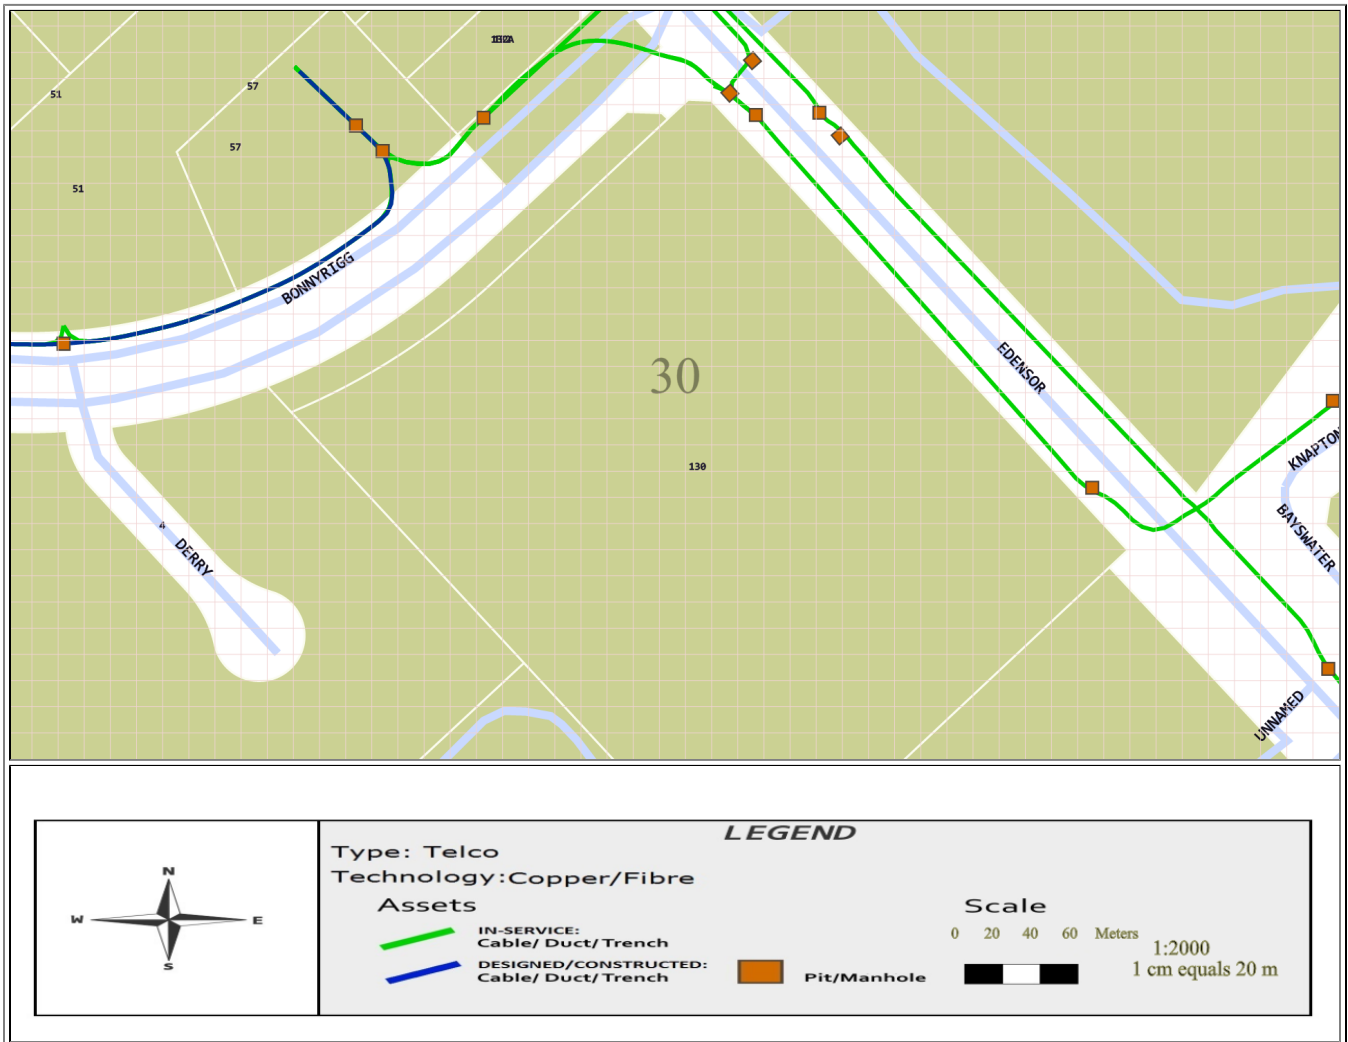 51
57
57
51
BONNYRIGG
30
130
EDENSOR
KNAPTON
BAYSWATER
4
DERRY
UNNAMED
LEGEND
Type: Telco
Technology:Copper/Fibre
Assets
IN-SERVICE:
Cable/ Duct/ Trench
DESIGNED/CONSTRUCTED:
Cable/ Duct/ Trench
Pit/Manhole
Scale
0 20 40 60 Meters
1:2000
1 cm equals 20 m
N
W E
S